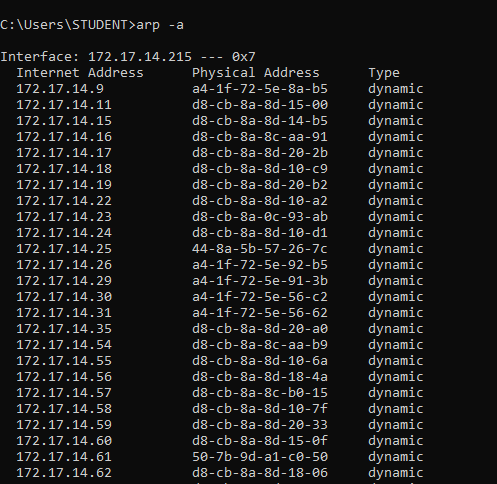 C:\Users\STUDENT>arp -a
Interface: 172.17.14.215 --- 0x7
Internet Address Physical Address Type
172.17.14.9 a4-1f-72-5e-8a-b5 dynamic
172.17.14.11 d8-cb-8a-8d-15-00 dynamic
172.17.14.15 d8-cb-8a-8d-14-b5 dynamic
172.17.14.16 d8-cb-8a-8c-aa-91 dynamic
172.17.14.17 d8-cb-8a-8d-20-2b dynamic
172.17.14.18 d8-cb-8a-8d-10-c9 dynamic
172.17.14.19 d8-cb-8a-8d-20-b2 dynamic
172.17.14.22 d8-cb-8a-8d-10-a2 dynamic
172.17.14.23 d8-cb-8a-0c-93-ab dynamic
172.17.14.24 d8-cb-8a-8d-10-d1 dynamic
172.17.14.25 44-8a-5b-57-26-7c dynamic
172.17.14.26 a4-1f-72-5e-92-b5 dynamic
172.17.14.29 a4-1f-72-5e-91-3b dynamic
172.17.14.30 a4-1f-72-5e-56-c2 dynamic
172.17.14.31 a4-1f-72-5e-56-62 dynamic
172.17.14.35 d8-cb-8a-8d-20-a0 dynamic
172.17.14.54 d8-cb-8a-8c-aa-b9 dynamic
172.17.14.55 d8-cb-8a-8d-10-6a dynamic
172.17.14.56 d8-cb-8a-8d-18-4a dynamic
172.17.14.57 d8-cb-8a-8c-b0-15 dynamic
172.17.14.58 d8-cb-8a-8d-10-7f dynamic
172.17.14.59 d8-cb-8a-8d-20-33 dynamic
172.17.14.60 d8-cb-8a-8d-15-0f dynamic
172.17.14.61 50-7b-9d-a1-c0-50 dynamic
172.17.14.62 d8-cb-8a-8d-18-06 dynamic